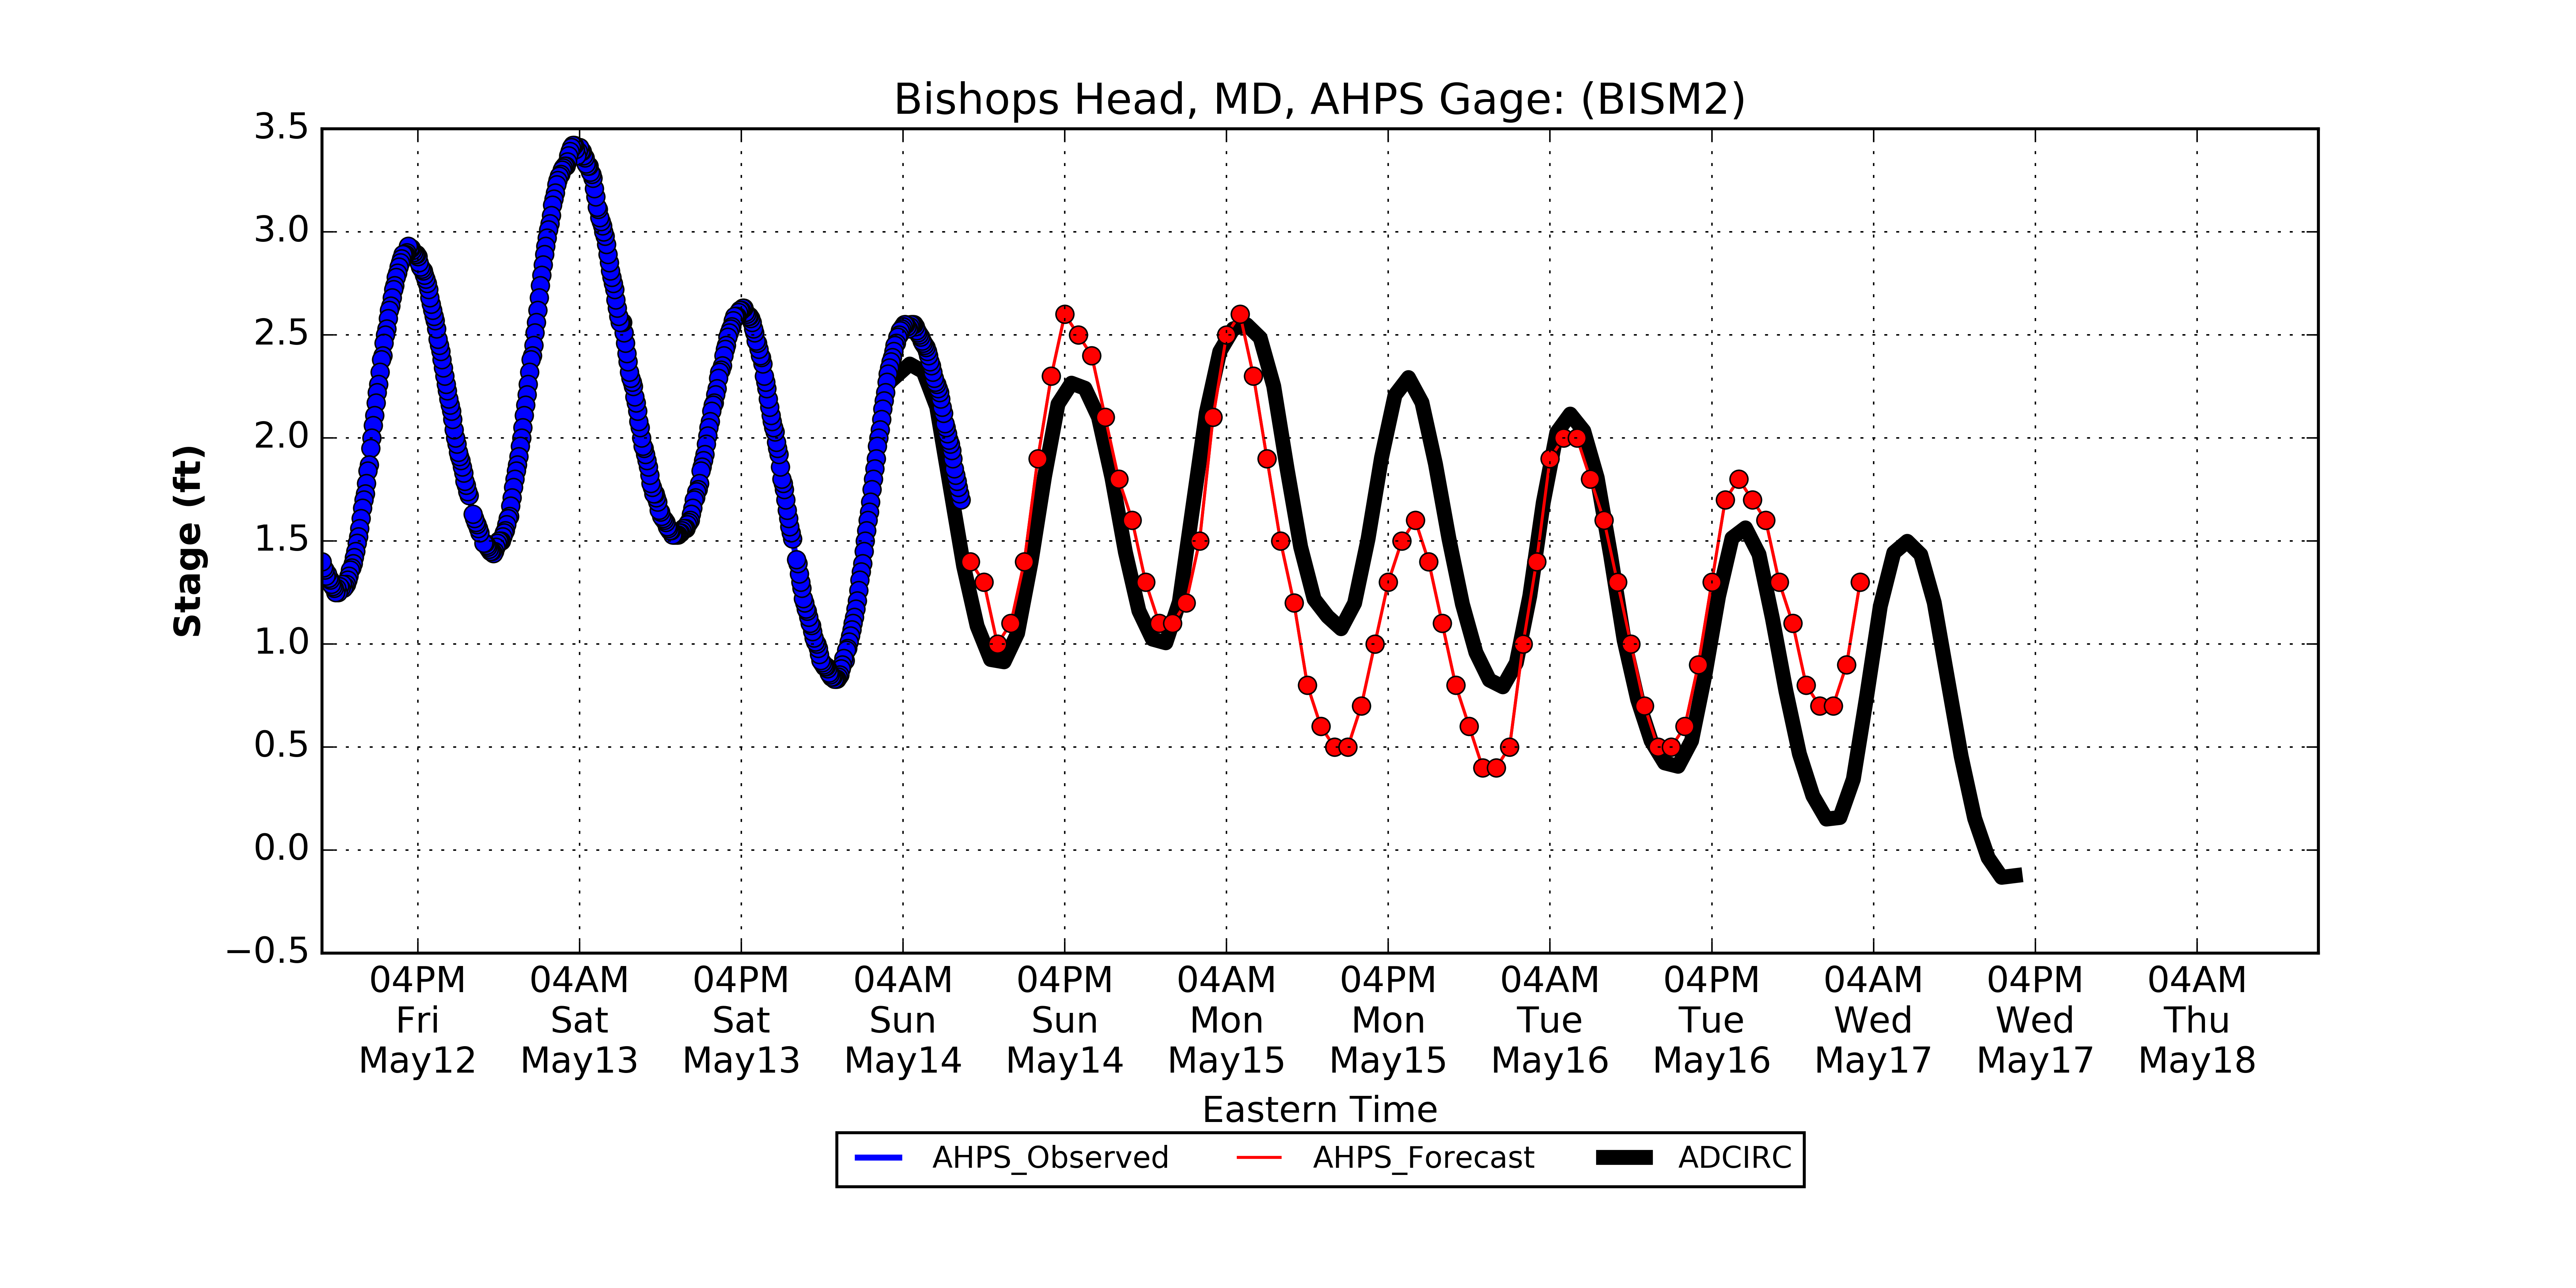 Bishops Head, MD, AHPS Gage: (BISM2)
Stage (ft)
3.5
3.0
2.5
2.0
1.5
1.0
0.5
0.0
−0.5
04PM 04AM 04PM 04AM 04PM 04AM 04PM 04AM 04PM 04AM 04PM 04AM
Fri Sat Sat Sun Sun Mon Mon Tue Tue Wed Wed Thu
May12 May13 May13 May14 May14 May15 May15 May16 May16 May17 May17 May18
Eastern Time
AHPS_Observed AHPS_Forecast ADCIRC